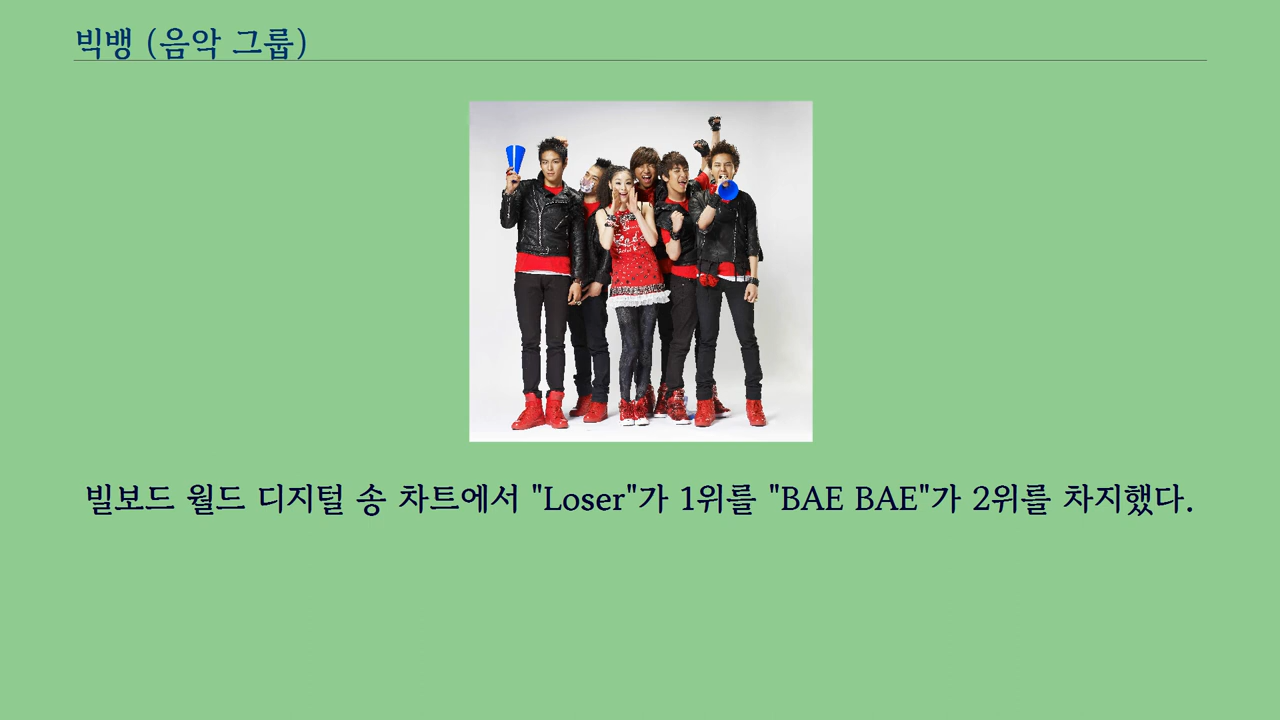 빅뱅 (음악 그룹)
빌보드 월드 디지털 송 차트에서 "Loser"가 1위를 "BAE BAE"가 2위를 차지했다.